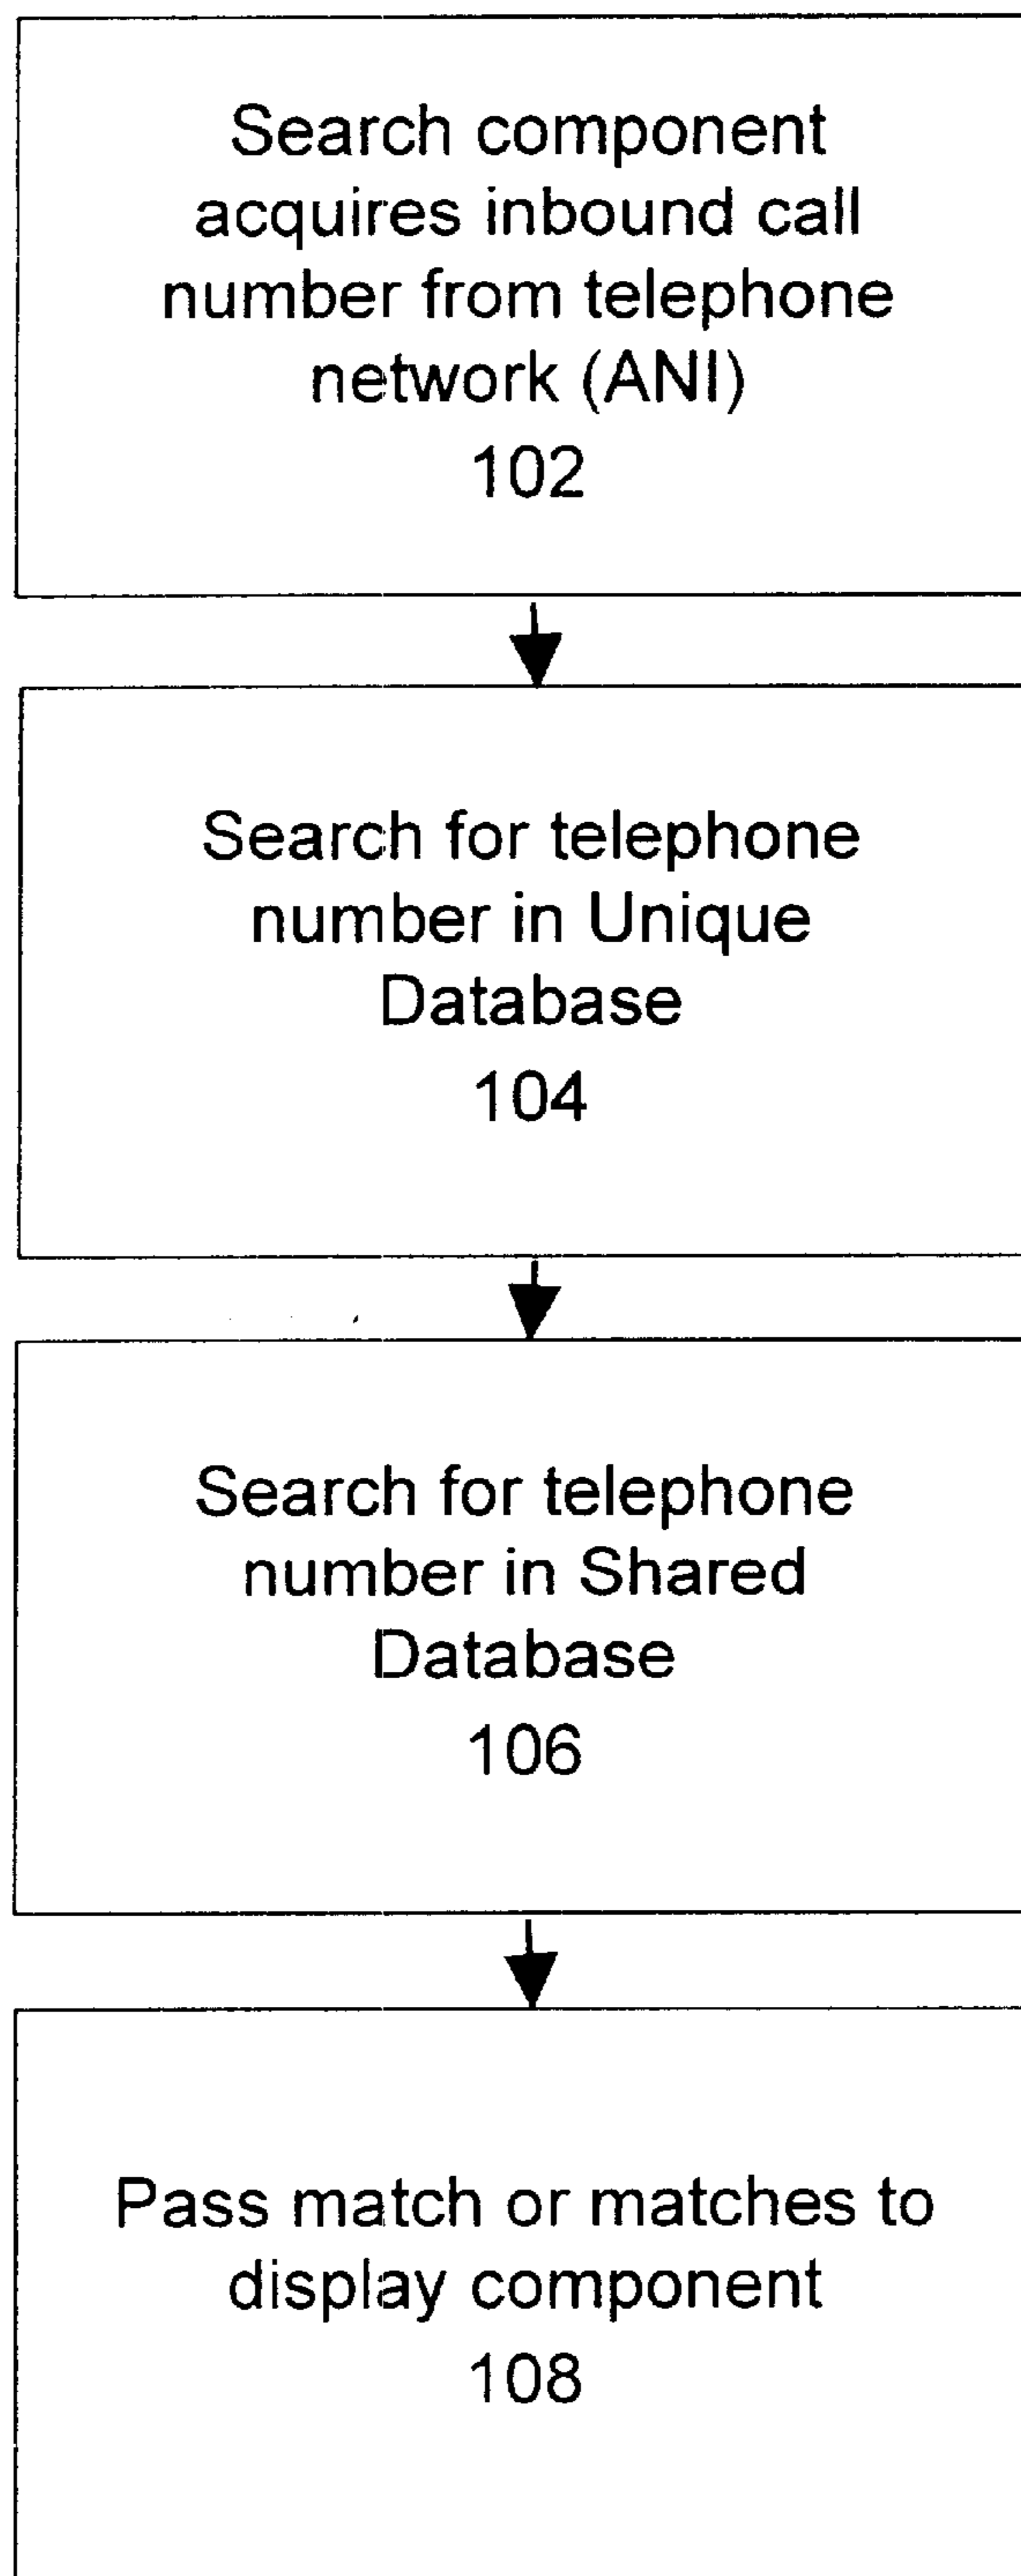 Search component
acquires inbound call
number from telephone
network (ANI)
102
Search for telephone
number in Unique
Database
104
Search for telephone
number in Shared
Database
106
Pass match or matches to
display component
108